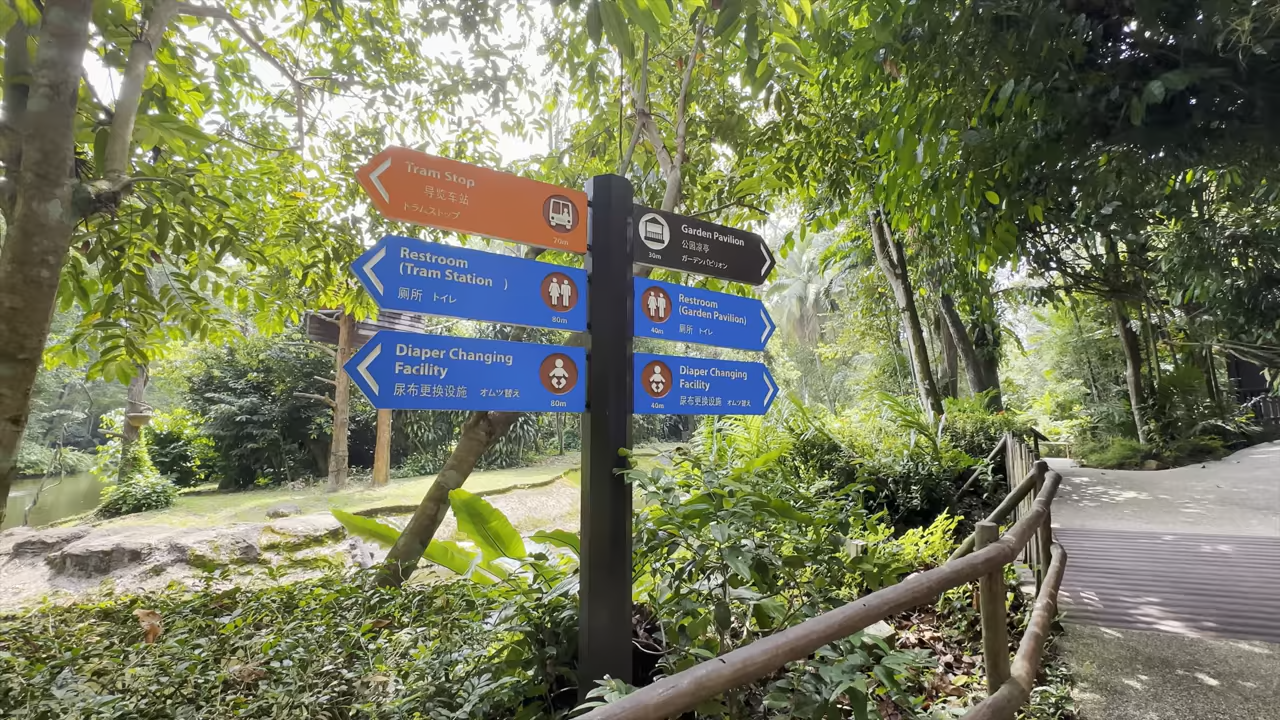 Tram Stop
导览车站
トラムストップ
70m
Restroom
(Tram Station )
厕所 トイレ
80m
Diaper Changing
Facility
尿布更换设施 オムツ替え
80m
Garden Pavilion
公园凉亭
ガーデンパビリオン
30m
Restroom
(Garden Pavilion)
厕所 トイレ
40m
Diaper Changing
Facility
尿布更换设施 オムツ替え
40m